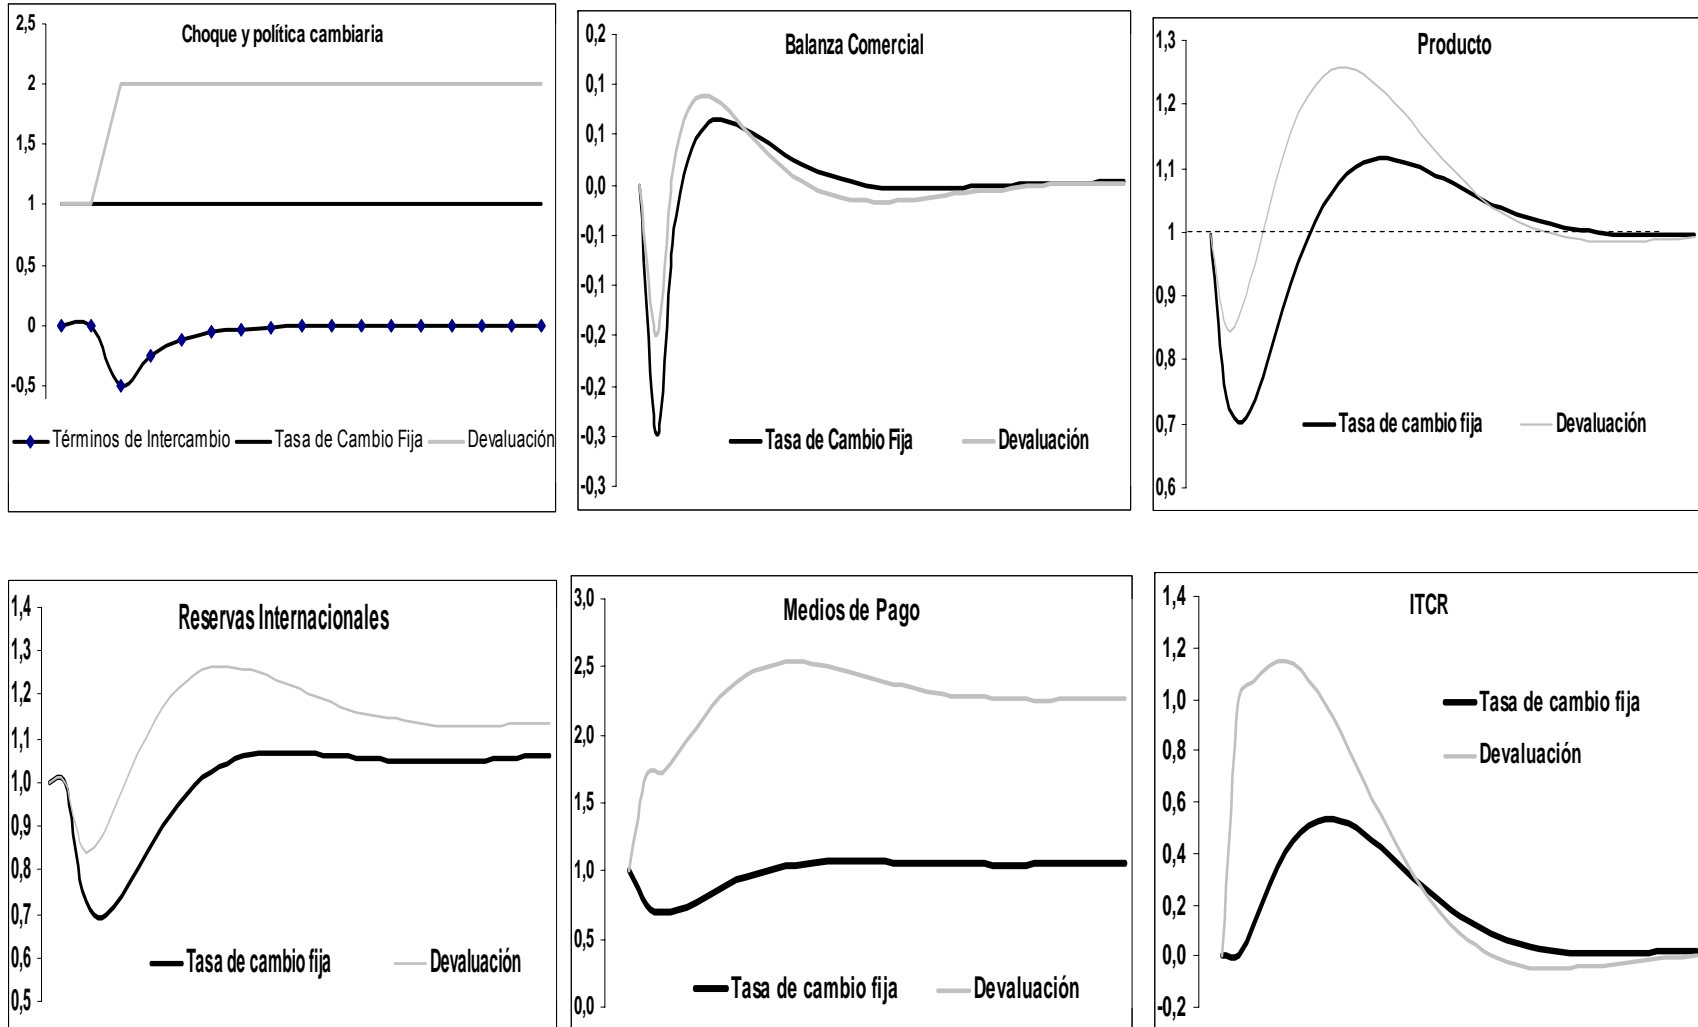 Choque y política cambiaria
2,5
2
1,5
1
0,5
0
-0,5
Términos de Intercambio
Tasa de Cambio Fija
Devaluación
Balanza Comercial
0,2
0,1
0,1
0,0
-0,1
-0,1
-0,2
-0,2
-0,3
-0,3
Tasa de Cambio Fija
Devaluación
Producto
1,3
1,2
1,1
1
0,9
0,8
0,7
0,6
Tasa de cambio fija
Devaluación
Reservas Internacionales
1,4
1,3
1,2
1,1
1,0
0,9
0,8
0,7
0,6
0,5
Tasa de cambio fija
Devaluación
Medios de Pago
3,0
2,5
2,0
1,5
1,0
0,5
0,0
Tasa de cambio fija
Devaluación
ITCR
1,4
1,2
1,0
0,8
0,6
0,4
0,2
0,0
-0,2
Tasa de cambio fija
Devaluación